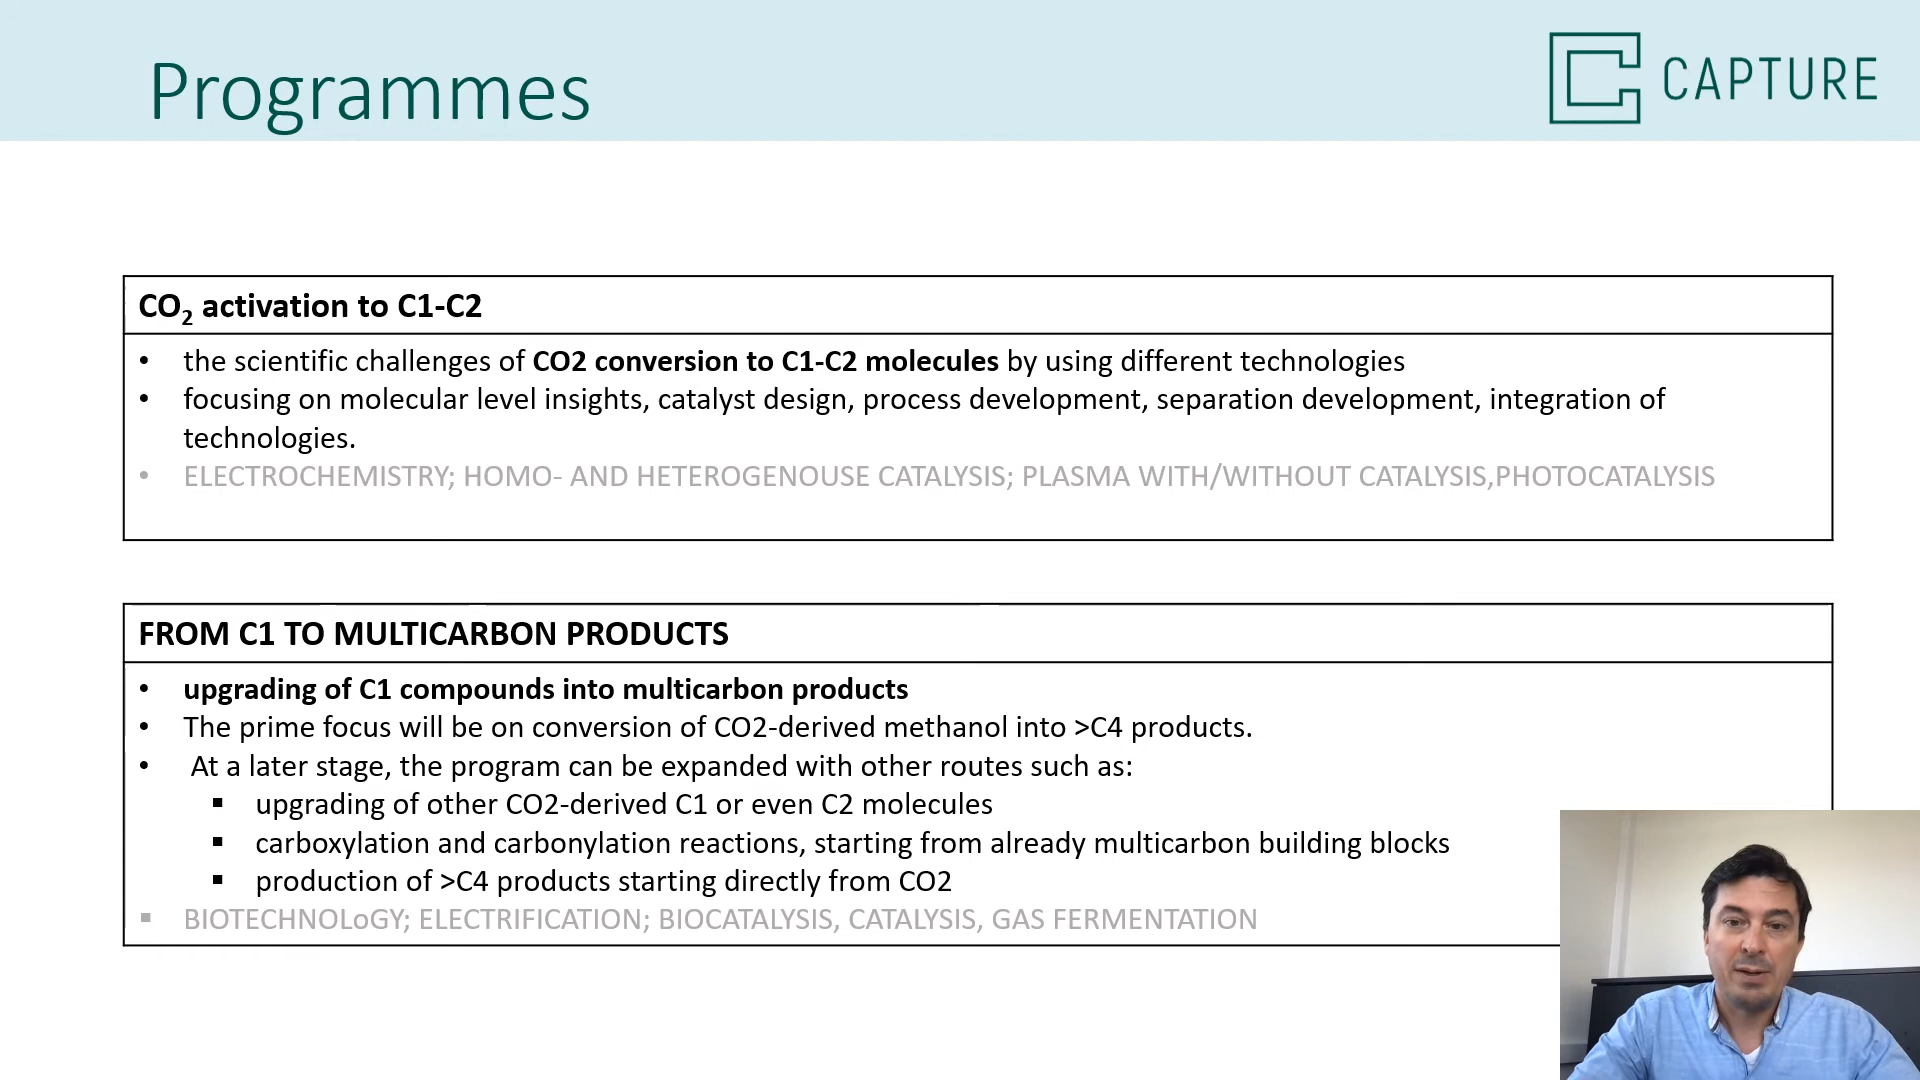 Programmes
CAPTURE
CO₂ activation to C1-C2
• the scientific challenges of CO2 conversion to C1-C2 molecules by using different technologies
• focusing on molecular level insights, catalyst design, process development, separation development, integration of
technologies.
• ELECTROCHEMISTRY; HOMO- AND HETEROGENOUSE CATALYSIS; PLASMA WITH/WITHOUT CATALYSIS,PHOTOCATALYSIS
FROM C1 TO MULTICARBON PRODUCTS
• upgrading of C1 compounds into multicarbon products
• The prime focus will be on conversion of CO2-derived methanol into >C4 products.
• At a later stage, the program can be expanded with other routes such as:
▪ upgrading of other CO2-derived C1 or even C2 molecules
▪ carboxylation and carbonylation reactions, starting from already multicarbon building blocks
▪ production of >C4 products starting directly from CO2
▪ BIOTECHNOLoGY; ELECTRIFICATION; BIOCATALYSIS, CATALYSIS, GAS FERMENTATION